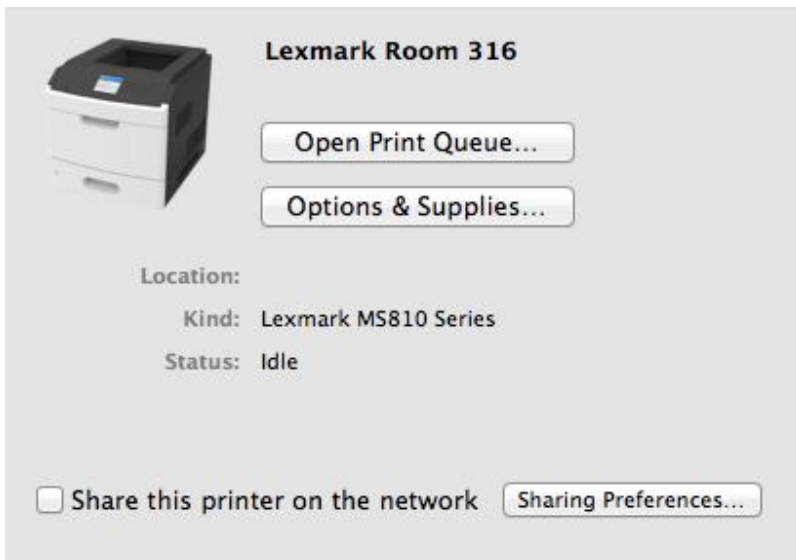 Lexmark Room 316
Open Print Queue...
Options & Supplies...
Location:
Kind: Lexmark MS810 Series
Status: Idle
Share this printer on the network Sharing Preferences...